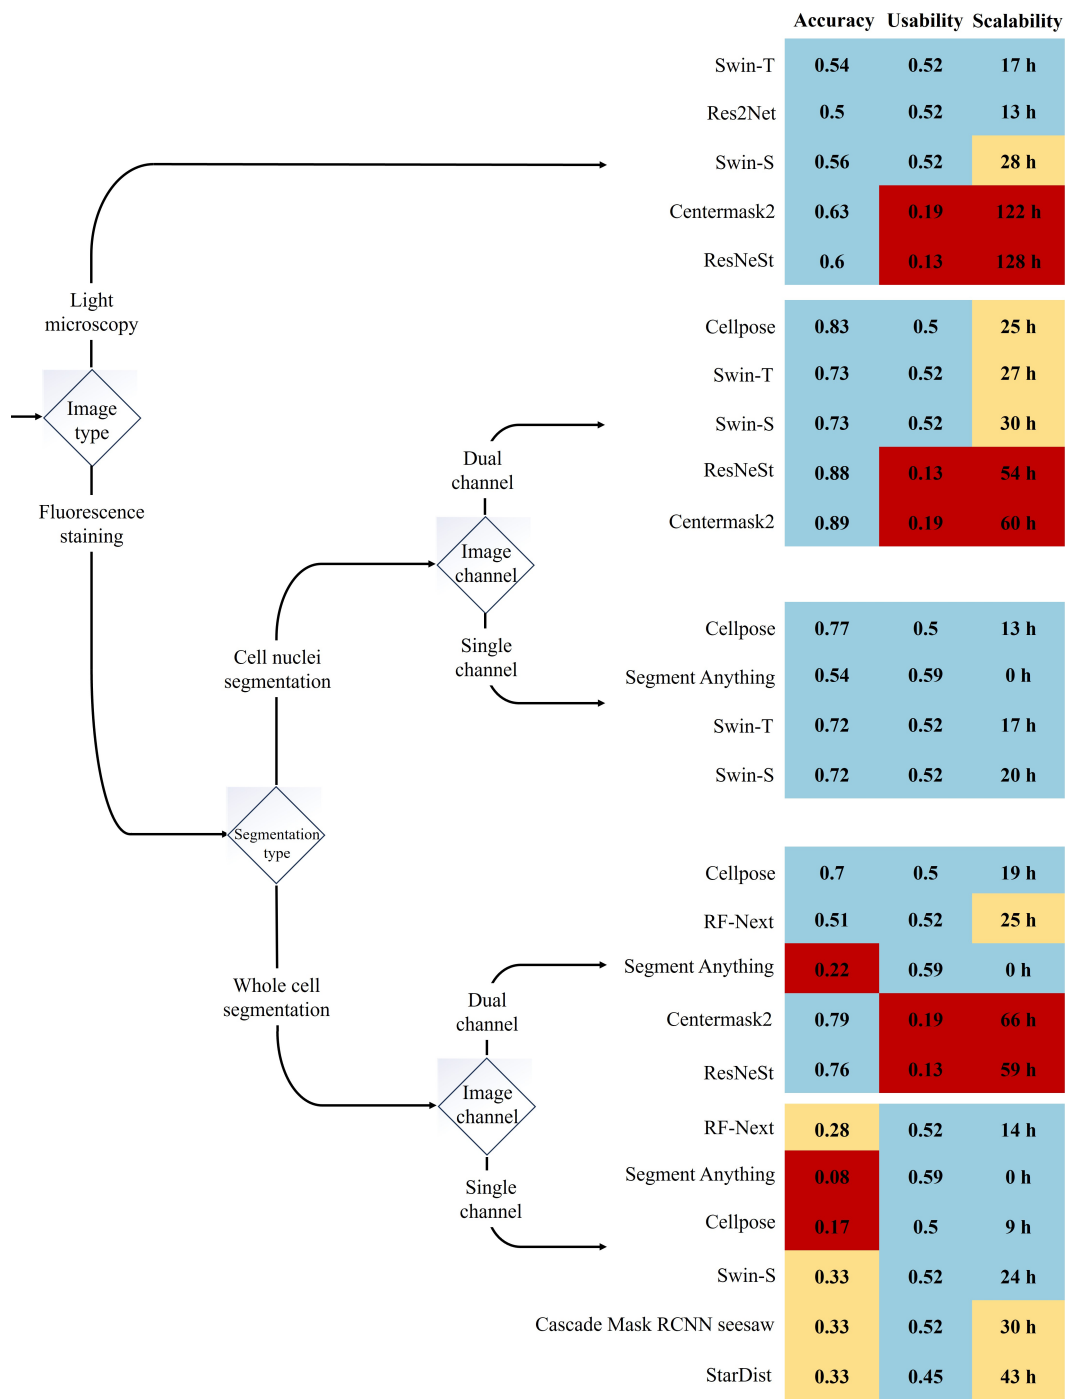 Accuracy Usability Scalability
Swin-T 0.54 0.52 17 h
Res2Net 0.5 0.52 13 h
Swin-S 0.56 0.52 28 h
Centermask2 0.63 0.19 122 h
ResNeSt 0.6 0.13 128 h
Light
microscopy
Image
type
Fluorescence
staining
Cellpose 0.83 0.5 25 h
Swin-T 0.73 0.52 27 h
Swin-S 0.73 0.52 30 h
ResNeSt 0.88 0.13 54 h
Centermask2 0.89 0.19 60 h
Dual
channel
Image
channel
Single
channel
Cell nuclei
segmentation
Cellpose 0.77 0.5 13 h
Segment Anything 0.54 0.59 0 h
Swin-T 0.72 0.52 17 h
Swin-S 0.72 0.52 20 h
Segmentation
type
Whole cell
segmentation
Cellpose 0.7 0.5 19 h
RF-Next 0.51 0.52 25 h
Segment Anything 0.22 0.59 0 h
Centermask2 0.79 0.19 66 h
ResNeSt 0.76 0.13 59 h
Dual
channel
Image
channel
Single
channel
RF-Next 0.28 0.52 14 h
Segment Anything 0.08 0.59 0 h
Cellpose 0.17 0.5 9 h
Swin-S 0.33 0.52 24 h
Cascade Mask RCNN seesaw 0.33 0.52 30 h
StarDist 0.33 0.45 43 h